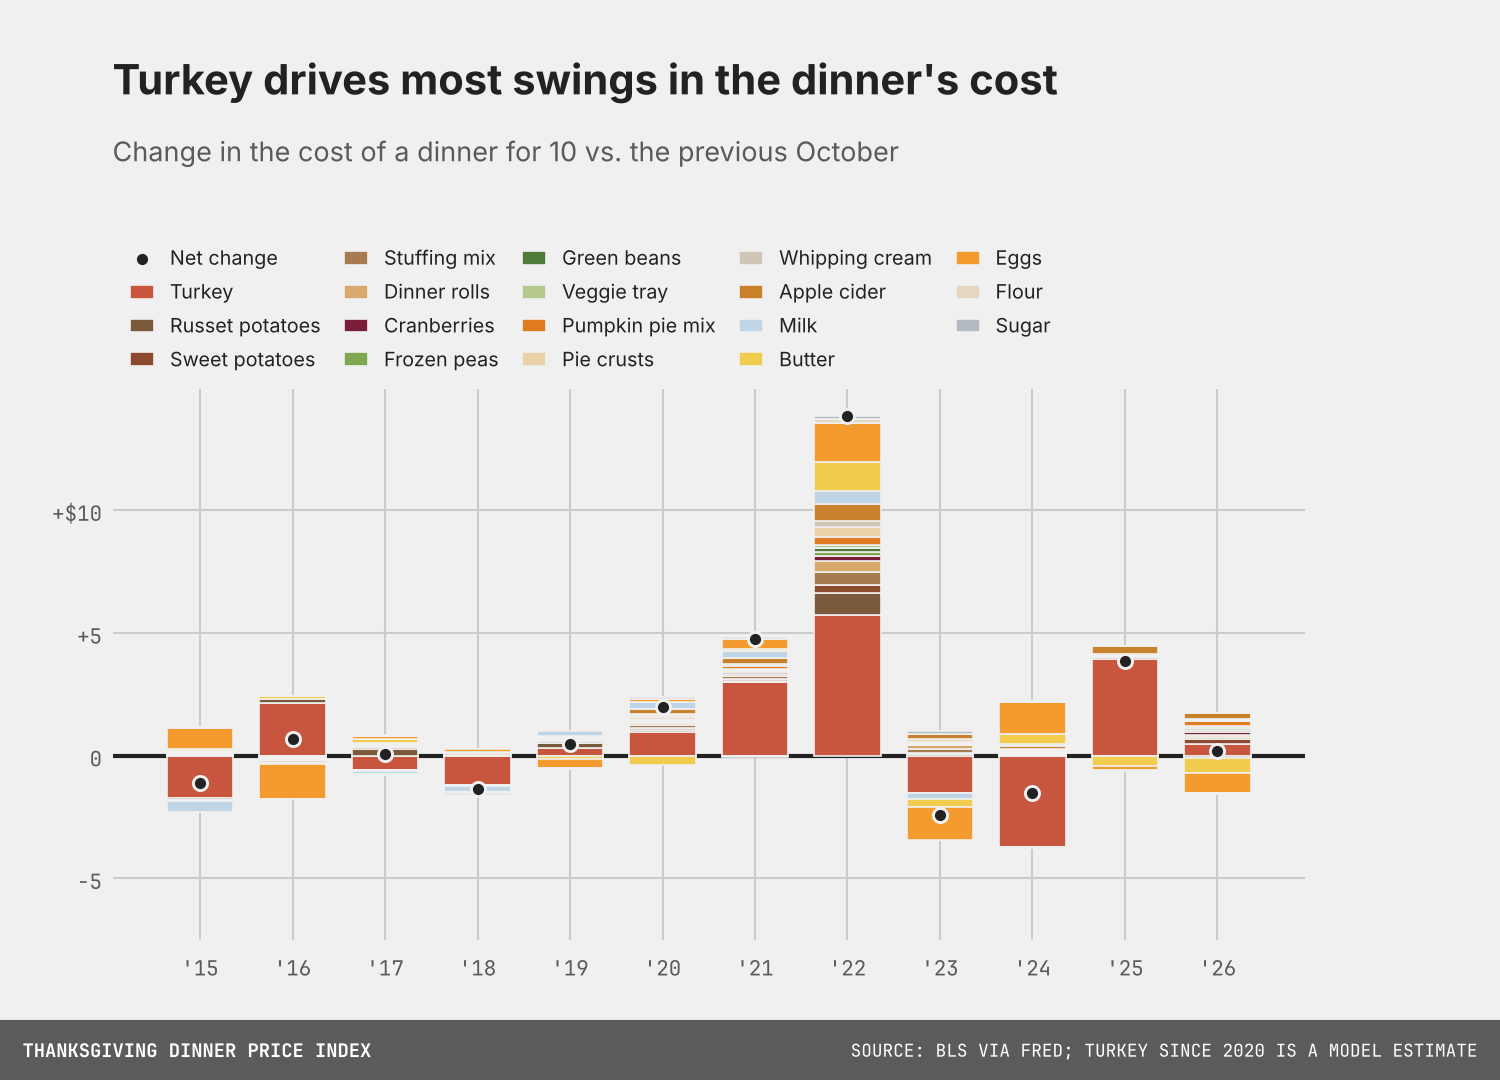 Turkey drives most swings in the dinner's cost
Change in the cost of a dinner for 10 vs. the previous October
Net change
Turkey
Russet potatoes
Sweet potatoes
Stuffing mix
Dinner rolls
Cranberries
Frozen peas
Green beans
Veggie tray
Pumpkin pie mix
Pie crusts
Whipping cream
Apple cider
Milk
Butter
Eggs
Flour
Sugar
+$10
+5
0
-5
'15 '16 '17 '18 '19 '20 '21 '22 '23 '24 '25 '26
THANKSGIVING DINNER PRICE INDEX
SOURCE: BLS VIA FRED; TURKEY SINCE 2020 IS A MODEL ESTIMATE